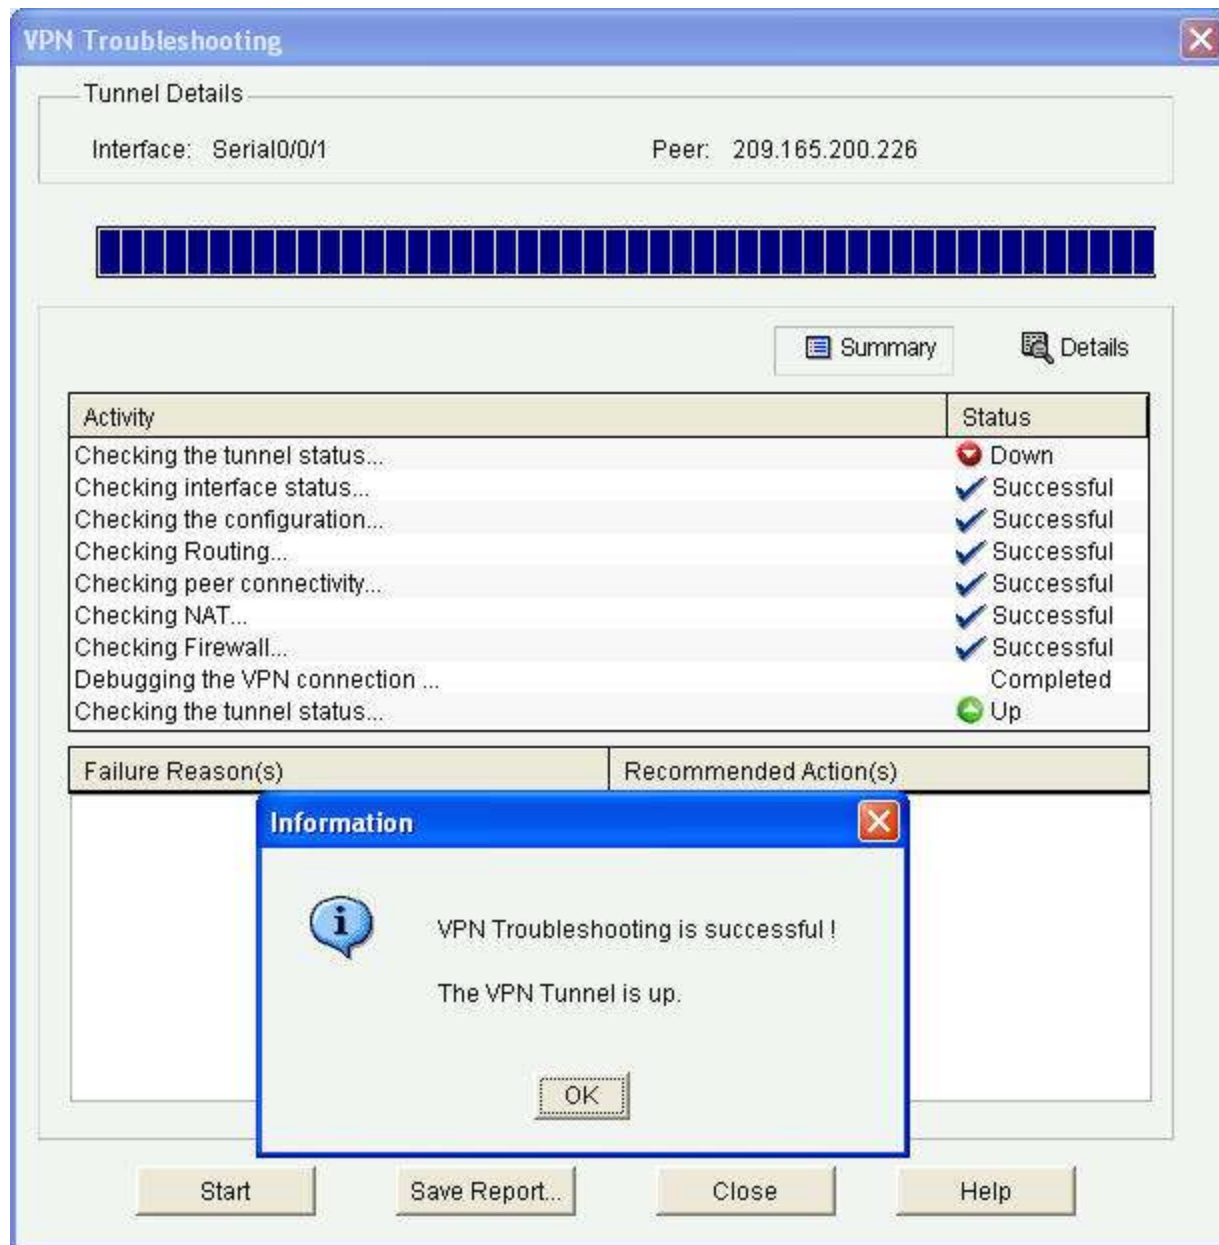 VPN Troubleshooting
Tunnel Details
Interface: Serial0/0/1 Peer: 209.165.200.226
Summary Details
Activity Status
Checking the tunnel status... Down
Checking interface status... Successful
Checking the configuration... Successful
Checking Routing... Successful
Checking peer connectivity... Successful
Checking NAT... Successful
Checking Firewall... Successful
Debugging the VPN connection ... Completed
Checking the tunnel status... Up
Failure Reason(s) Recommended Action(s)
Information
VPN Troubleshooting is successful !
The VPN Tunnel is up.
OK
Start Save Report... Close Help